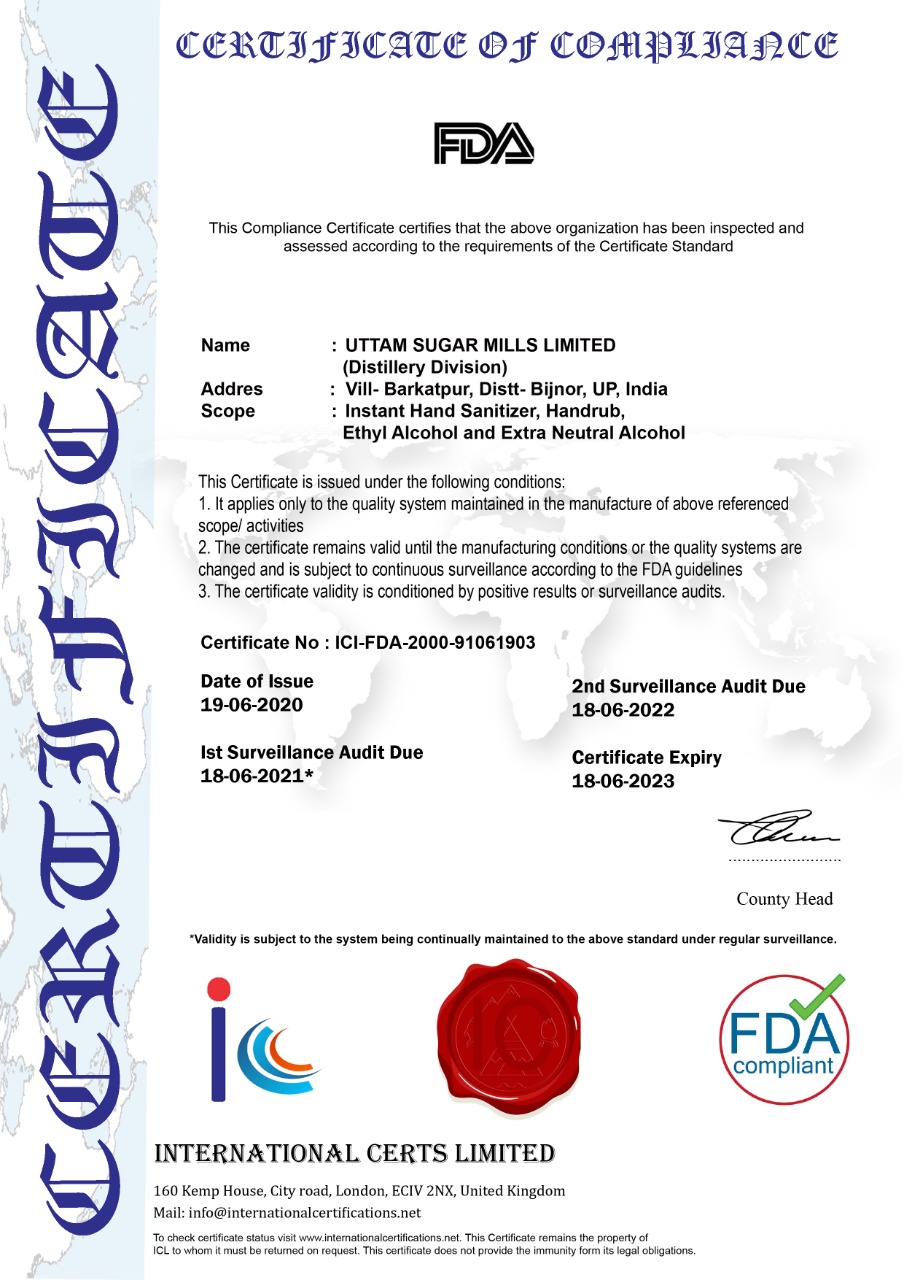 CERTIFICATE
CERTIFICATE OF COMPLIANCE
FDA
This Compliance Certificate certifies that the above organization has been inspected and
assessed according to the requirements of the Certificate Standard
Name : UTTAM SUGAR MILLS LIMITED
(Distillery Division)
Addres : Vill- Barkatpur, Distt- Bijnor, UP, India
Scope : Instant Hand Sanitizer, Handrub,
Ethyl Alcohol and Extra Neutral Alcohol
This Certificate is issued under the following conditions:
1. It applies only to the quality system maintained in the manufacture of above referenced
scope/ activities
2. The certificate remains valid until the manufacturing conditions or the quality systems are
changed and is subject to continuous surveillance according to the FDA guidelines
3. The certificate validity is conditioned by positive results or surveillance audits.
Certificate No : ICI-FDA-2000-91061903
Date of Issue
19-06-2020
2nd Surveillance Audit Due
18-06-2022
Ist Surveillance Audit Due
18-06-2021*
Certificate Expiry
18-06-2023
County Head
*Validity is subject to the system being continually maintained to the above standard under regular surveillance.
ic
FDA
compliant
INTERNATIONAL CERTS LIMITED
160 Kemp House, City road, London, ECIV 2NX, United Kingdom
Mail: info@internationalcertifications.net
To check certificate status visit www.internationalcertifications.net. This Certificate remains the property of
ICL to whom it must be returned on request. This certificate does not provide the immunity form its legal obligations.